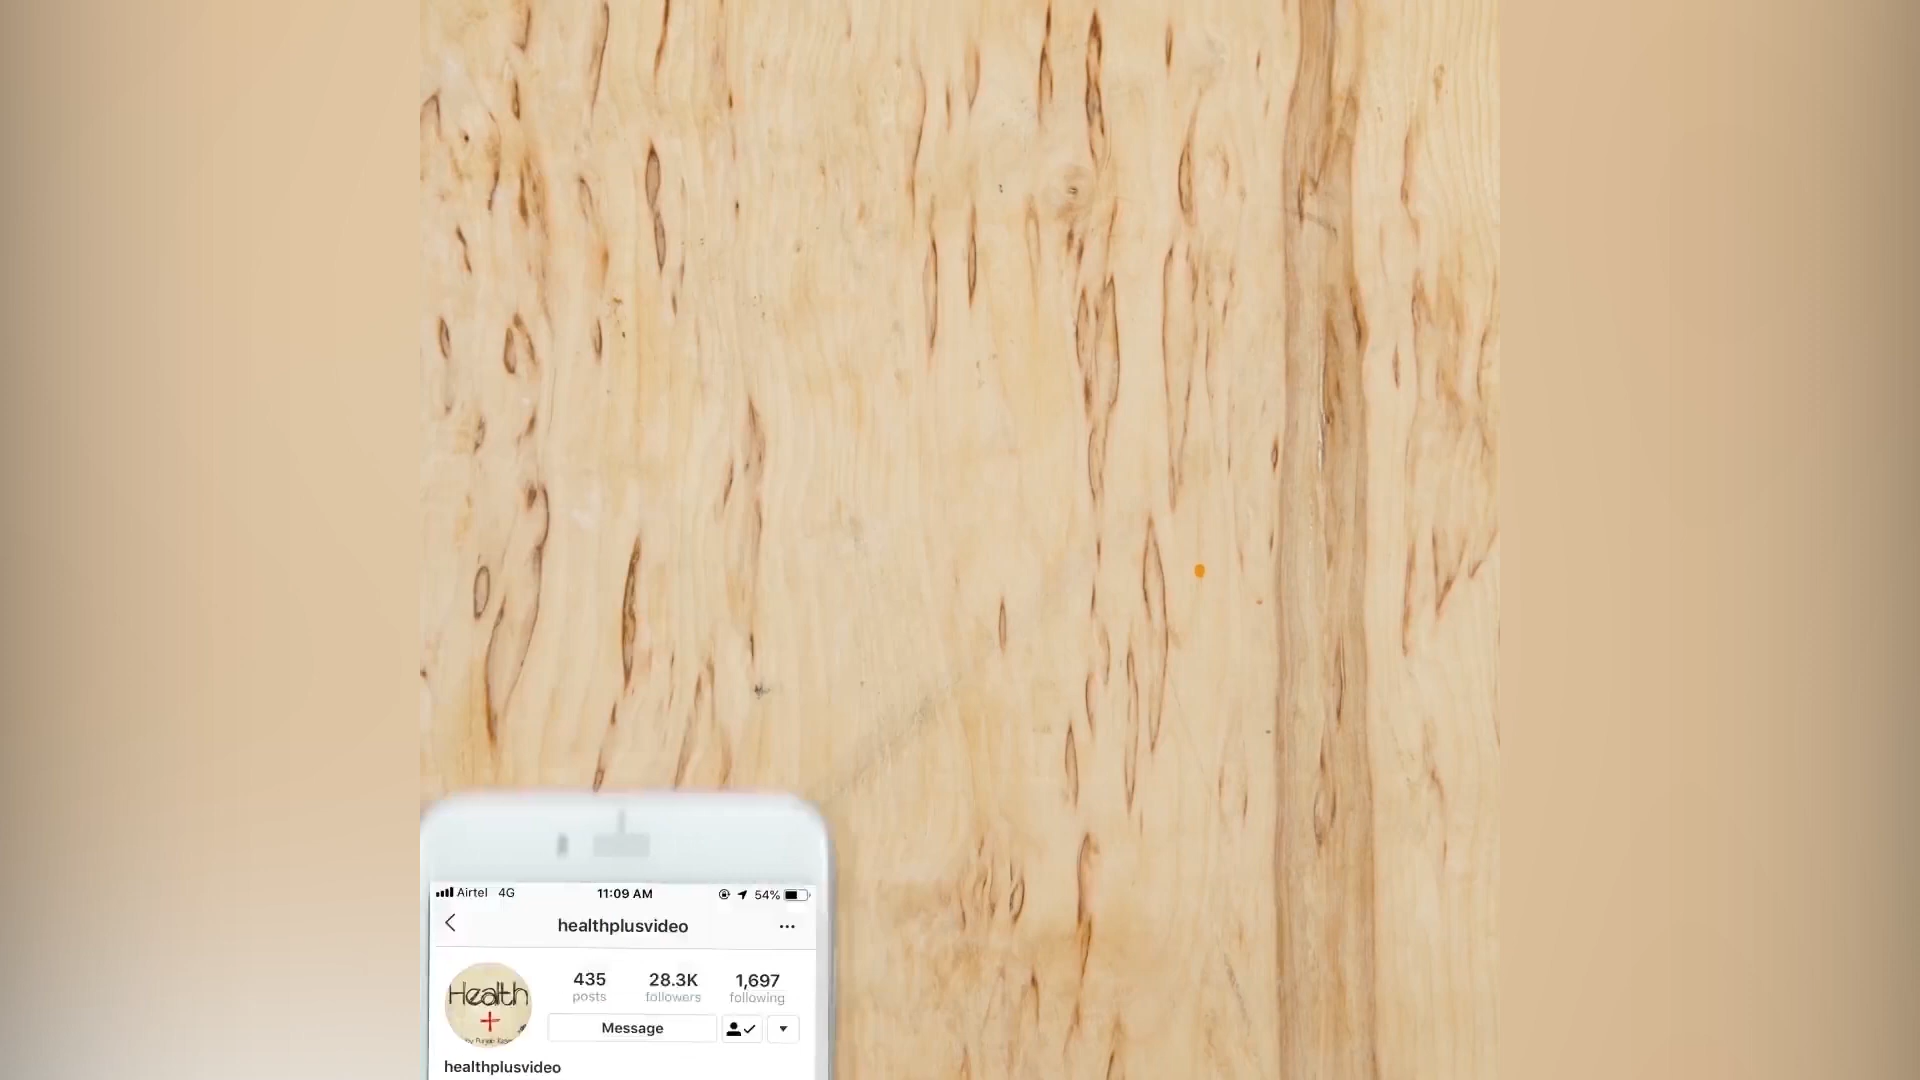 Airtel 4G 11:09 AM 54%
healthplusvideo
435 28.3K 1,697
posts followers following
Health
Message
healthplusvideo